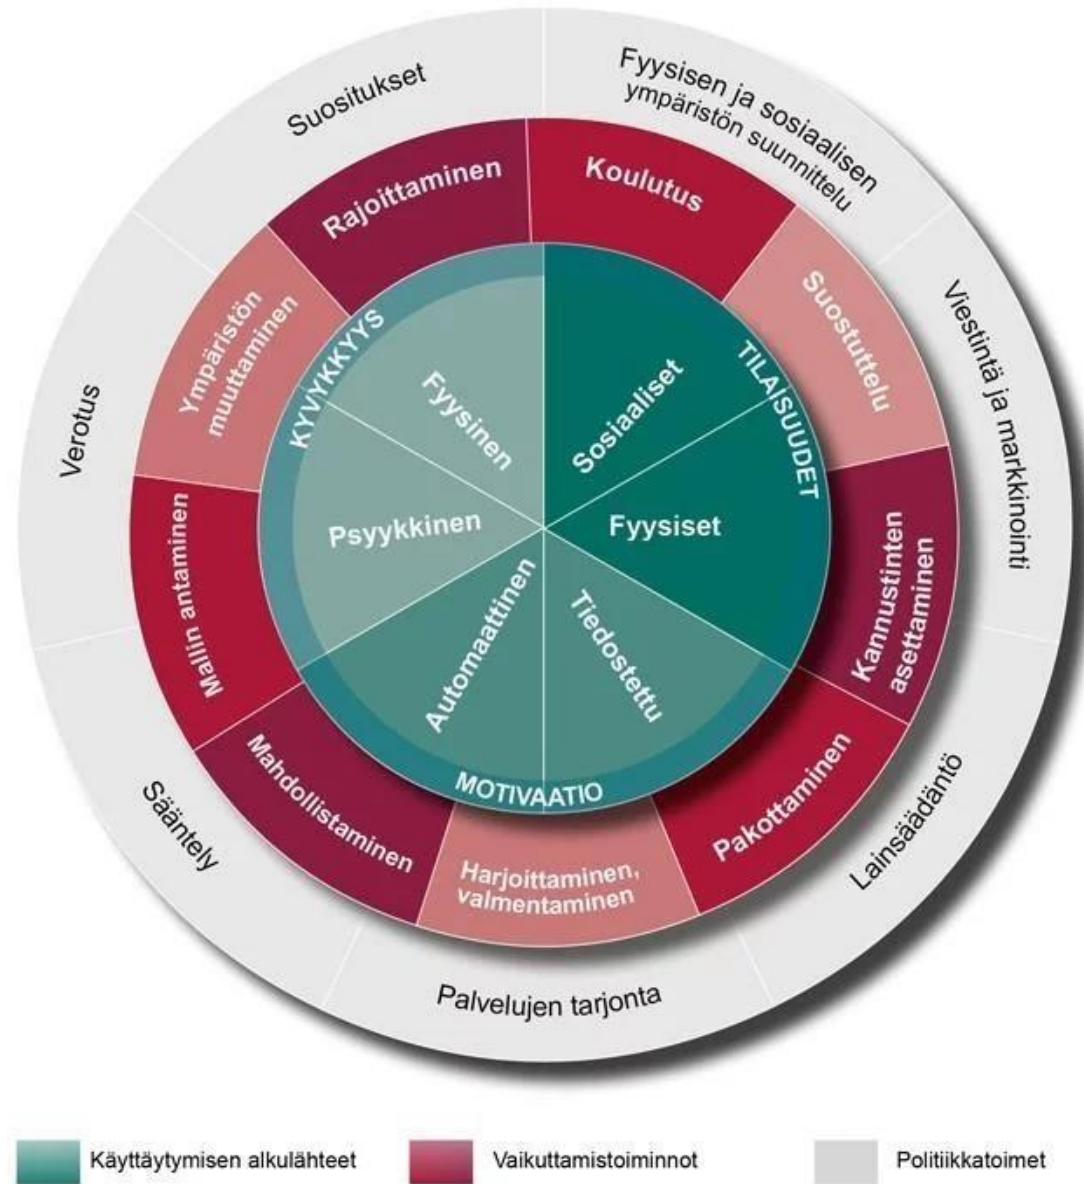 Suositukset
Fyysisen ja sosiaalisen
ympäristön suunnittelu
Viestintä ja markkinointi
Lainsäädäntö
Palvelujen tarjonta
Sääntely
Verotus
Rajoittaminen
Koulutus
Suostuttelu
Kannustinten
asettaminen
Pakottaminen
Harjoittaminen,
valmentaminen
Mahdollistaminen
Mallin antaminen
Ympäristön
muuttaminen
KYVYKKYYS
TILAISUUDET
MOTIVAATIO
Fyysinen
Sosiaaliset
Fyysiset
Tiedostettu
Automaattinen
Psyykkinen
Käyttäytymisen alkulähteet
Vaikuttamistoiminnot
Politiikkatoimet